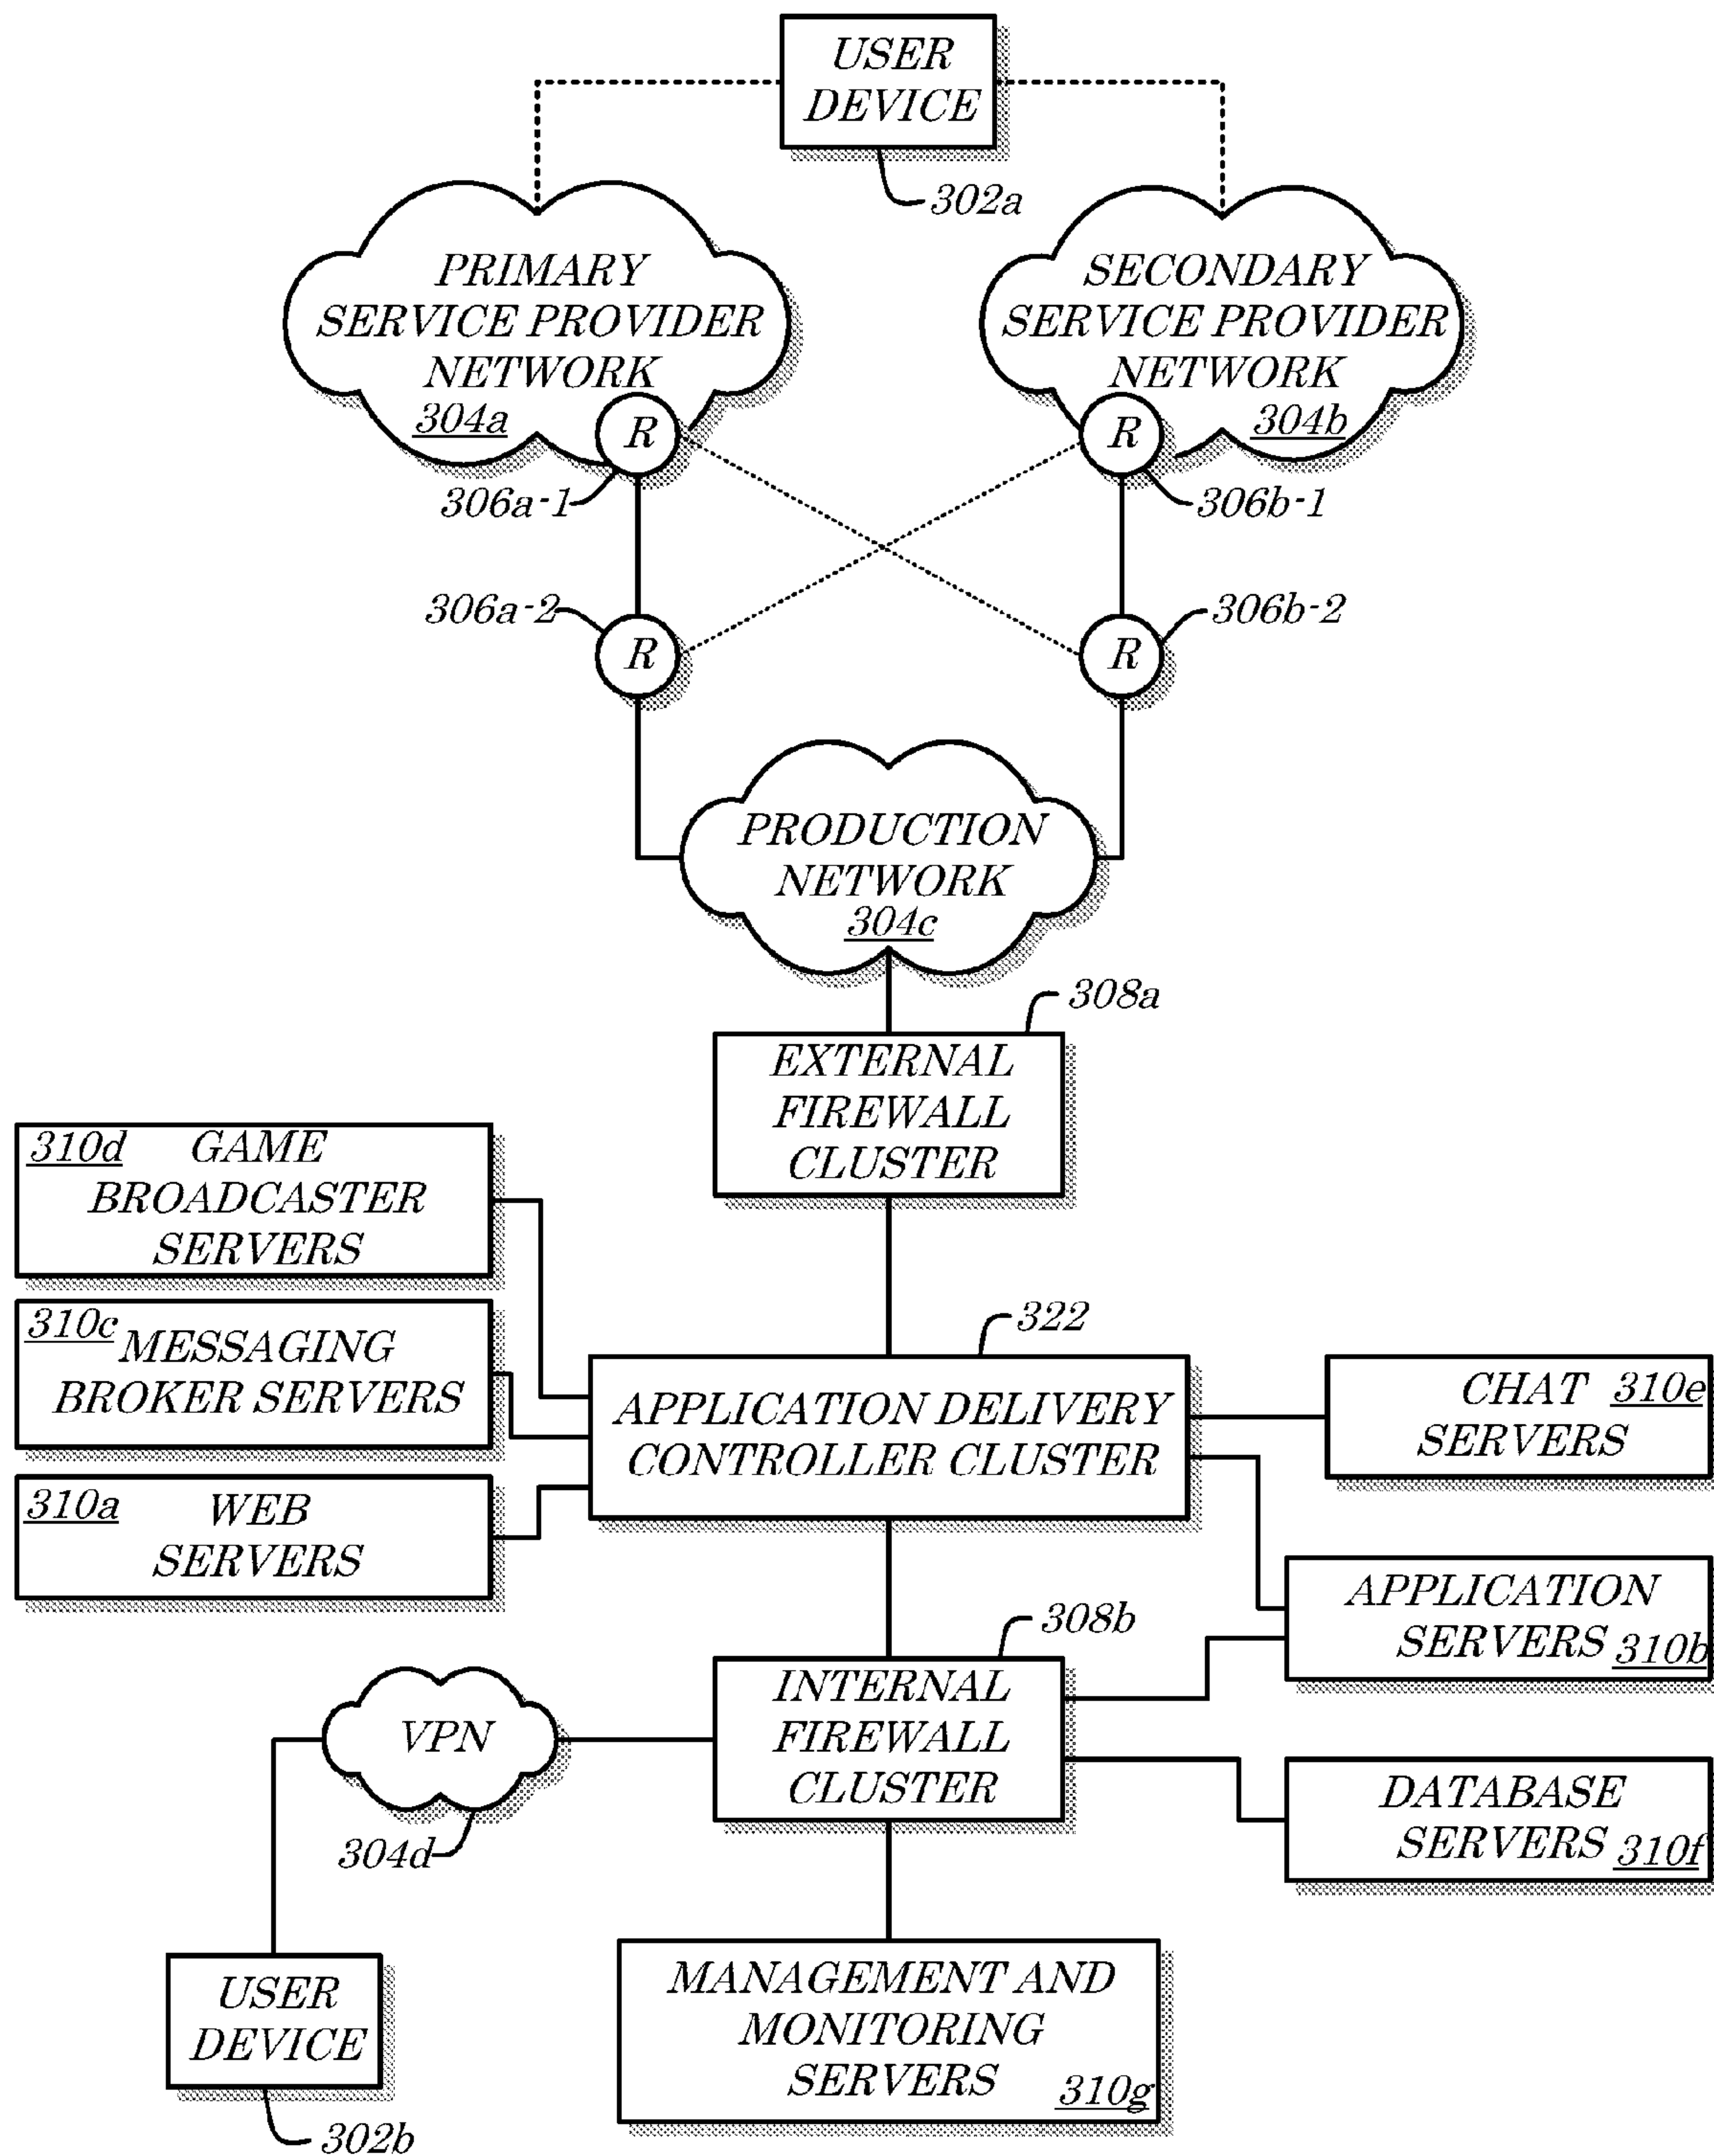 USER
DEVICE
302a
PRIMARY
SERVICE PROVIDER
NETWORK
304a
R
306a-1
SECONDARY
SERVICE PROVIDER
NETWORK
304b
R
306b-1
306a-2
R
R
306b-2
PRODUCTION
NETWORK
304c
308a
EXTERNAL
FIREWALL
CLUSTER
310d GAME
BROADCASTER
SERVERS
310c
MESSAGING
BROKER SERVERS
310a WEB
SERVERS
322
APPLICATION DELIVERY
CONTROLLER CLUSTER
CHAT 310e
SERVERS
APPLICATION
SERVERS 310b
308b
INTERNAL
FIREWALL
CLUSTER
VPN
304d
DATABASE
SERVERS 310f
USER
DEVICE
302b
MANAGEMENT AND
MONITORING
SERVERS
310g